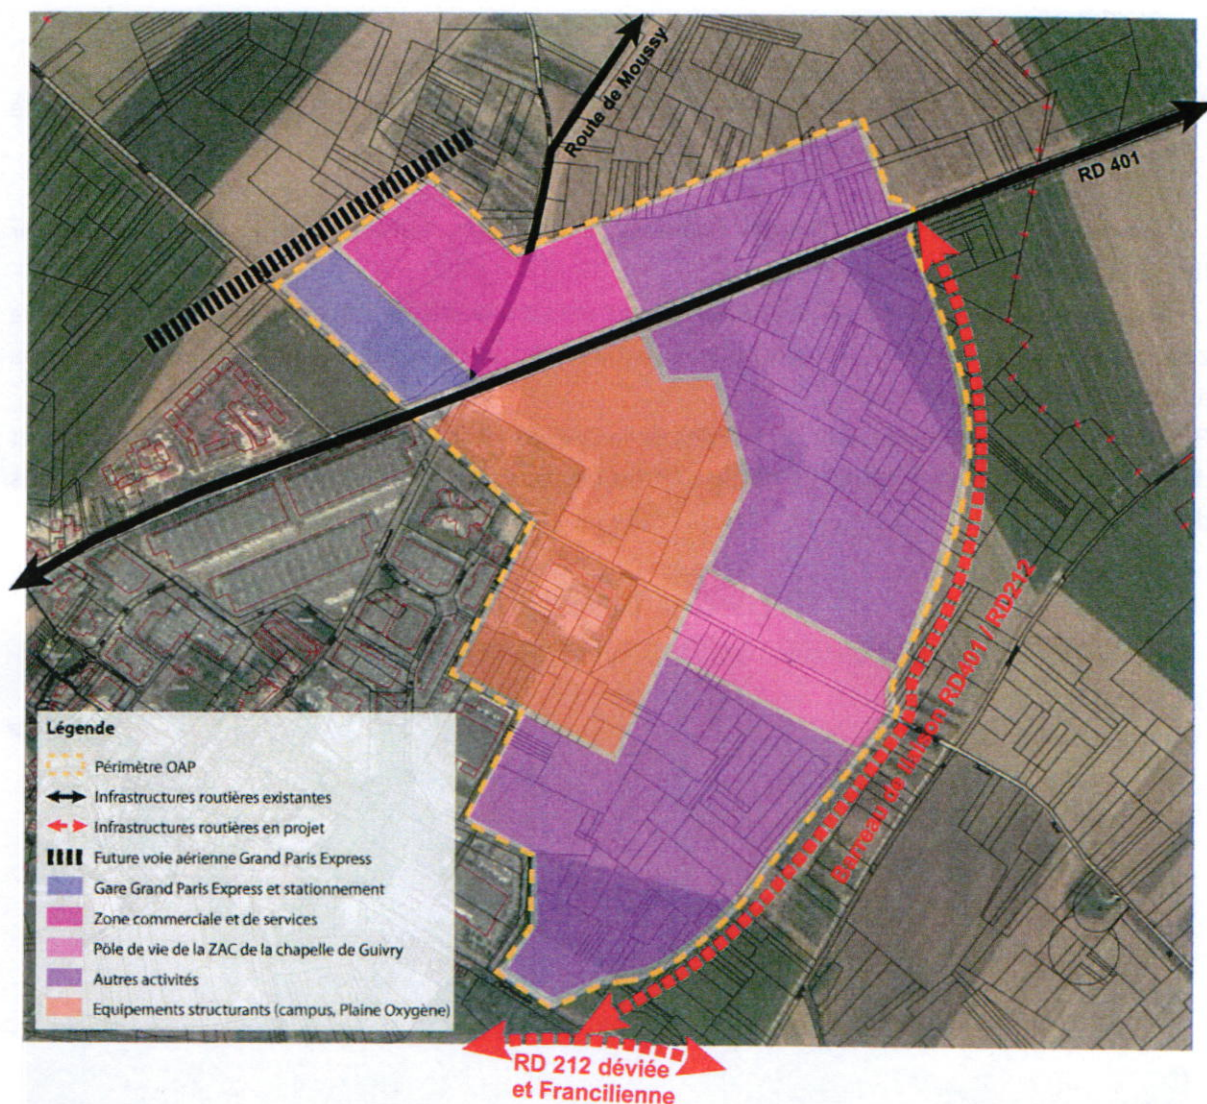 Route de Moussy
RD 401
Barreau de liaison RD401 / RD212
Légende
Périmètre OAP
Infrastructures routières existantes
Infrastructures routières en projet
Future voie aérienne Grand Paris Express
Gare Grand Paris Express et stationnement
Zone commerciale et de services
Pôle de vie de la ZAC de la chapelle de Guivry
Autres activités
Equipements structurants (campus, Plaine Oxygène)
RD 212 déviée
et Francilienne